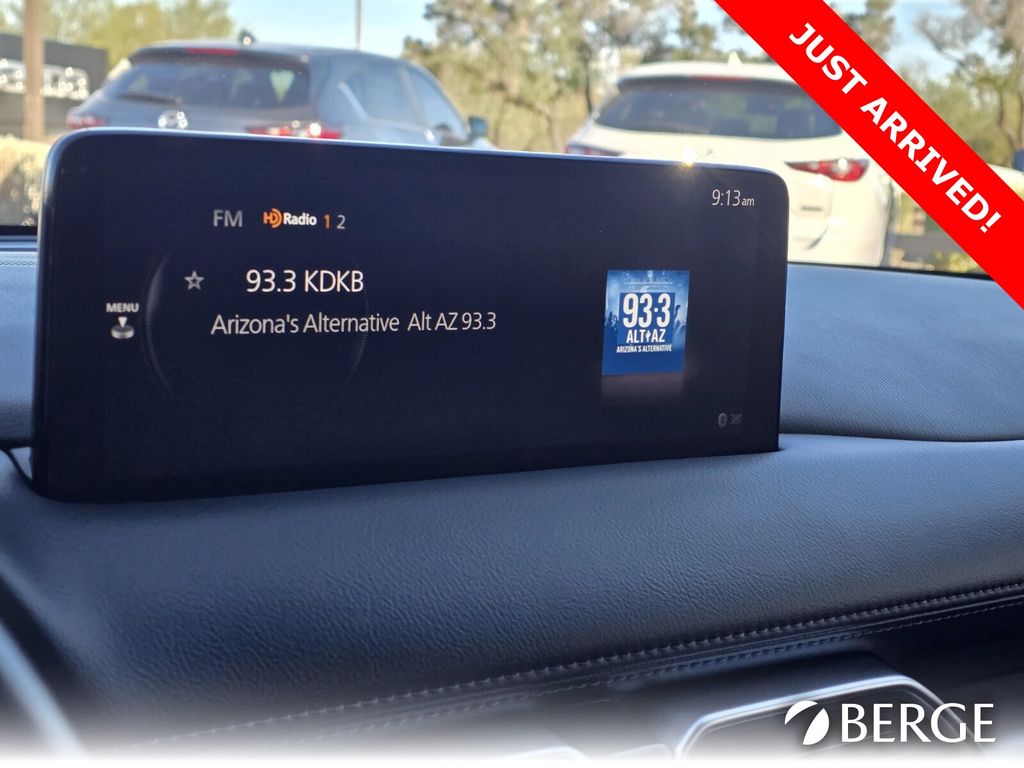 JUST ARRIVED!
9:13am
FM HD Radio 1 2
93.3 KDKB
MENU
Arizona's Alternative Alt AZ 93.3
93.3
ALT AZ
ARIZONA'S ALTERNATIVE
BERGE